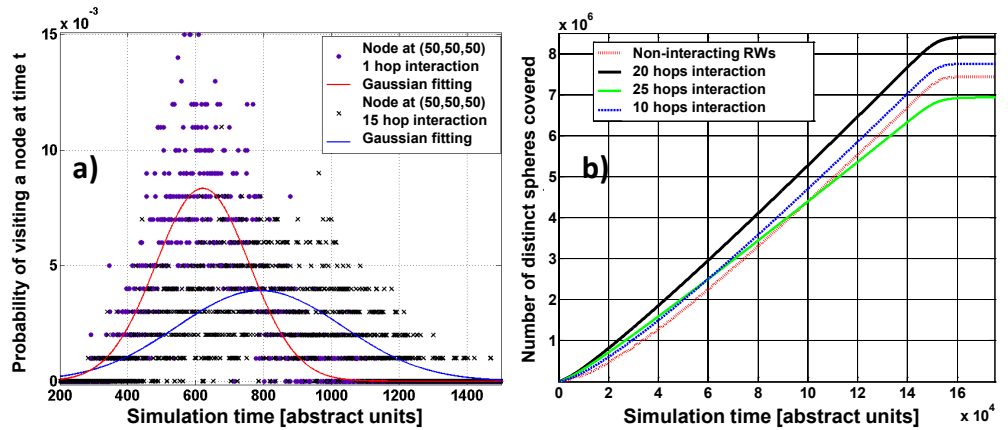 x 10⁻³
15
10
5
0
200
400
600
800
1000
1200
1400
Simulation time [abstract units]
Probability of visiting a node at time t
a)
Node at (50,50,50)
1 hop interaction
Gaussian fitting
Node at (50,50,50)
15 hop interaction
Gaussian fitting
x 10⁶
8
7
6
5
4
3
2
1
0
2
4
6
8
10
12
14
16
x 10⁴
Simulation time [abstract units]
Number of distinct spheres covered
b)
Non-interacting RWs
20 hops interaction
25 hops interaction
10 hops interaction